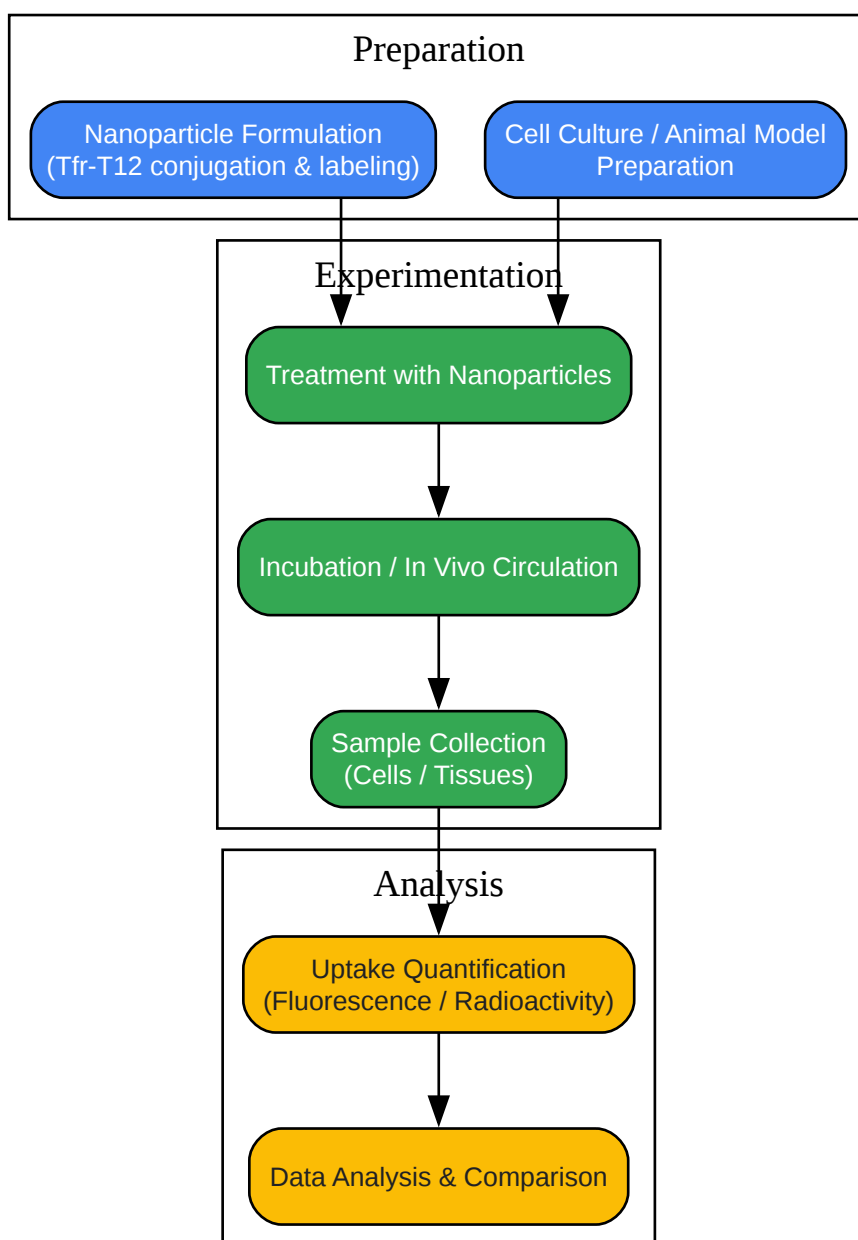 Preparation
Nanoparticle Formulation
(Tfr-T12 conjugation & labeling)
Cell Culture / Animal Model
Preparation
Experimentation
Treatment with Nanoparticles
Incubation / In Vivo Circulation
Sample Collection
(Cells / Tissues)
Analysis
Uptake Quantification
(Fluorescence / Radioactivity)
Data Analysis & Comparison